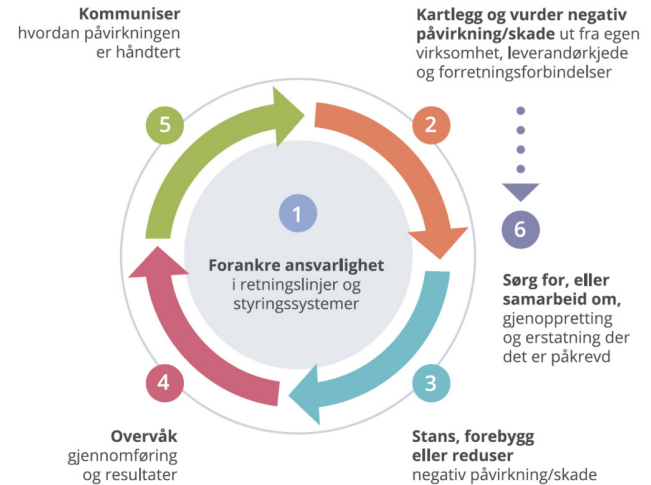 1
Forankre ansvarlighet
i retningslinjer og
styringssystemer
2
Kartlegg og vurder negativ
påvirkning/skade ut fra egen
virksomhet, leverandørkjede
og forretningsforbindelser
3
Stans, forebygg
eller reduser
negativ påvirkning/skade
4
Overvåk
gjennomføring
og resultater
5
Kommuniser
hvordan påvirkningen
er håndtert
6
Sørg for, eller
samarbeid om,
gjenoppretting
og erstatning der
det er påkrevd